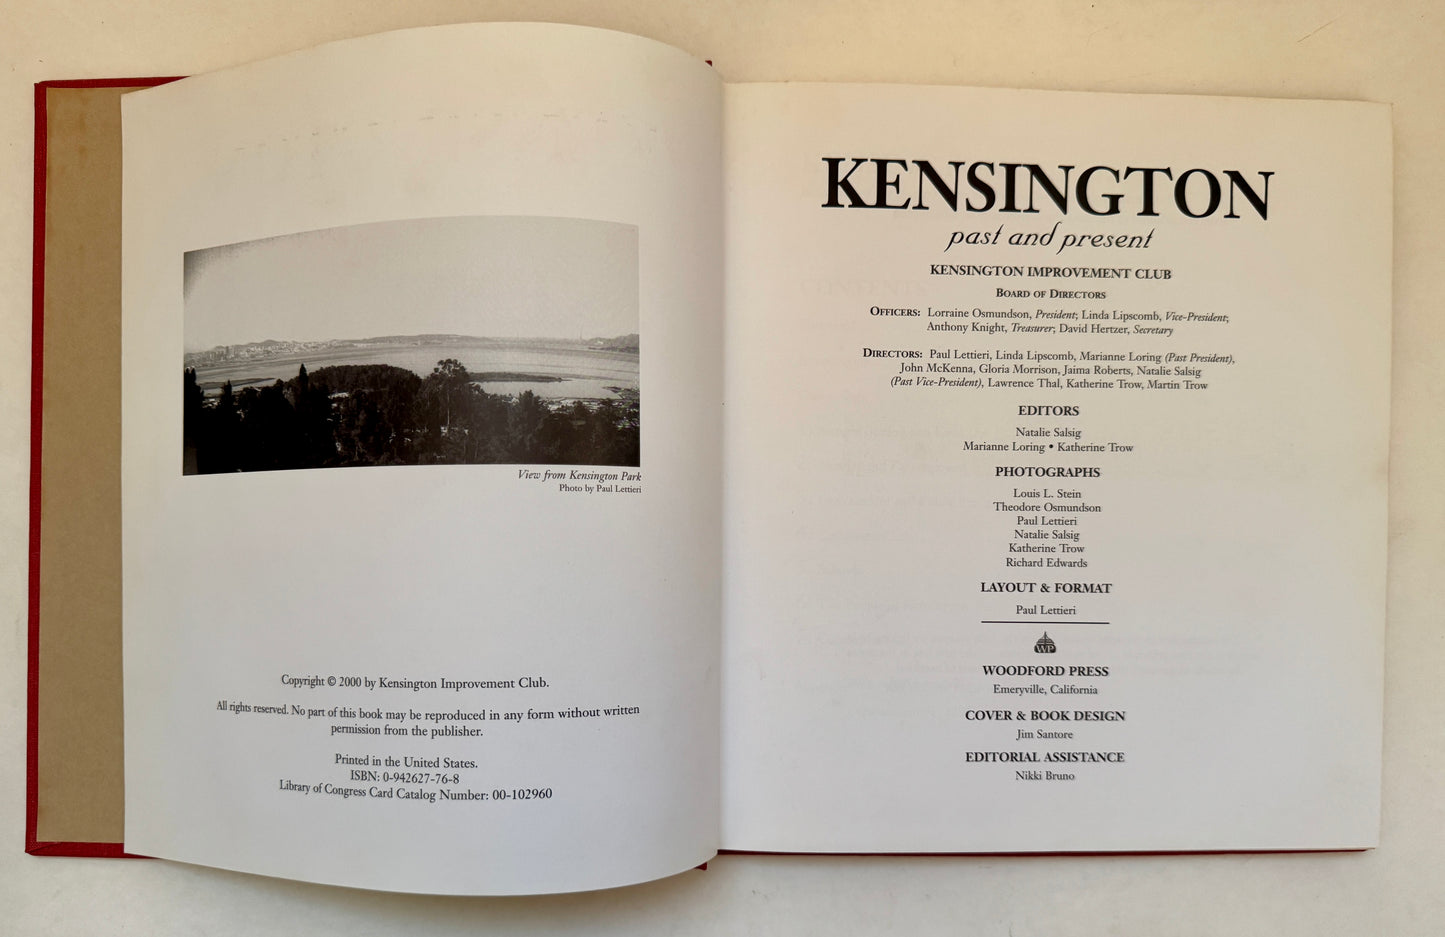 View from Kensington Park
Photo by Paul Lettieri
Copyright © 2000 by Kensington Improvement Club.
All rights reserved. No part of this book may be reproduced in any form without written
permission from the publisher.
Printed in the United States.
ISBN: 0-942627-76-8
Library of Congress Card Catalog Number: 00-102960
KENSINGTON
past and present
KENSINGTON IMPROVEMENT CLUB
BOARD OF DIRECTORS
OFFICERS: Lorraine Osmundson, President; Linda Lipscomb, Vice-President;
Anthony Knight, Treasurer; David Hertzer, Secretary
DIRECTORS: Paul Lettieri, Linda Lipscomb, Marianne Loring (Past President),
John McKenna, Gloria Morrison, Jaima Roberts, Natalie Salsig
(Past Vice-President), Lawrence Thal, Katherine Trow, Martin Trow
EDITORS
Natalie Salsig
Marianne Loring • Katherine Trow
PHOTOGRAPHS
Louis L. Stein
Theodore Osmundson
Paul Lettieri
Natalie Salsig
Katherine Trow
Richard Edwards
LAYOUT & FORMAT
Paul Lettieri
WP
WOODFORD PRESS
Emeryville, California
COVER & BOOK DESIGN
Jim Santore
EDITORIAL ASSISTANCE
Nikki Bruno